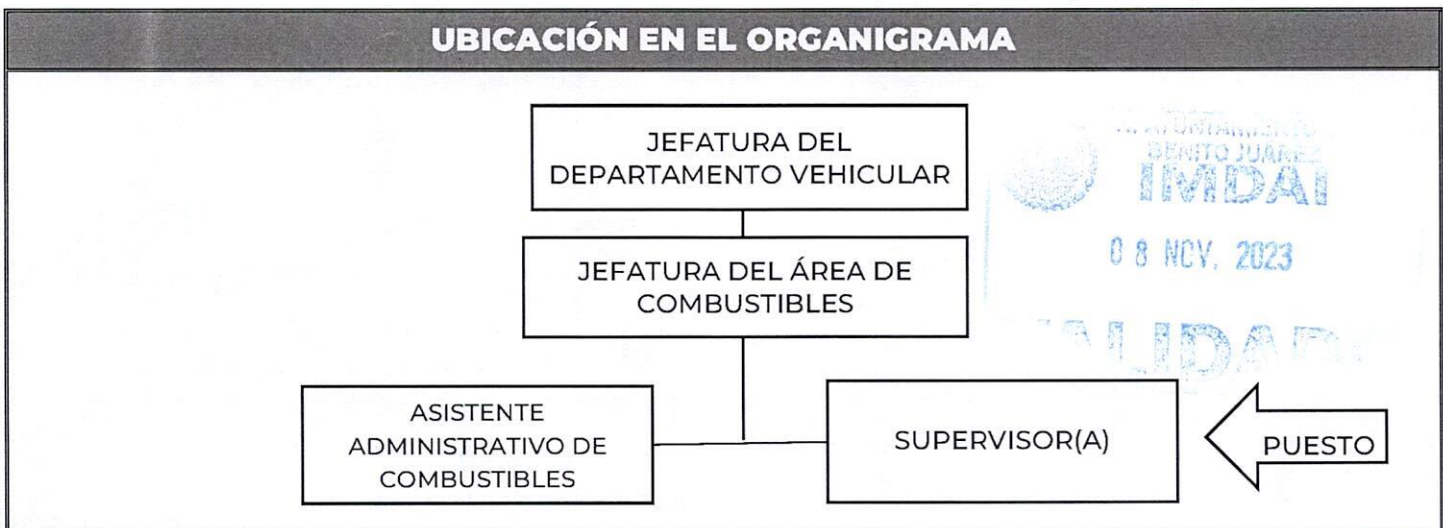 UBICACIÓN EN EL ORGANIGRAMA
JEFATURA DEL
DEPARTAMENTO VEHICULAR
BENITO JUÁREZ
IMDAI
08 NOV. 2023
JEFATURA DEL ÁREA DE
COMBUSTIBLES
ASISTENTE
ADMINISTRATIVO DE
COMBUSTIBLES
SUPERVISOR(A)
PUESTO